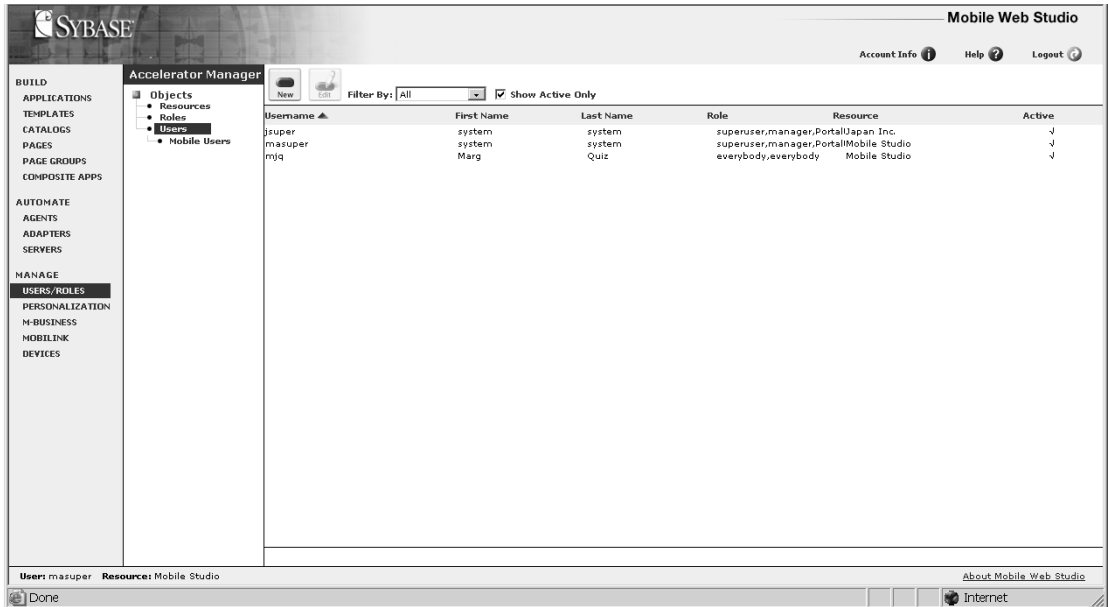 SYBASE
Mobile Web Studio
Account Info
Help
Logout
BUILD
APPLICATIONS
TEMPLATES
CATALOGS
PAGES
PAGE GROUPS
COMPOSITE APPS
AUTOMATE
AGENTS
ADAPTERS
SERVERS
MANAGE
USERS/ROLES
PERSONALIZATION
M-BUSINESS
MOBILINK
DEVICES
Accelerator Manager
Objects
Resources
Roles
Users
Mobile Users
New Edit Filter By: All Show Active Only
Username First Name Last Name Role Resource Active
jsuper system system superuser,manager,Portal Japan Inc.
masuper system system superuser,manager,Portal Mobile Studio
mjq Marg Quiz everybody,everybody Mobile Studio
User: masuper Resource: Mobile Studio
About Mobile Web Studio
Done
Internet